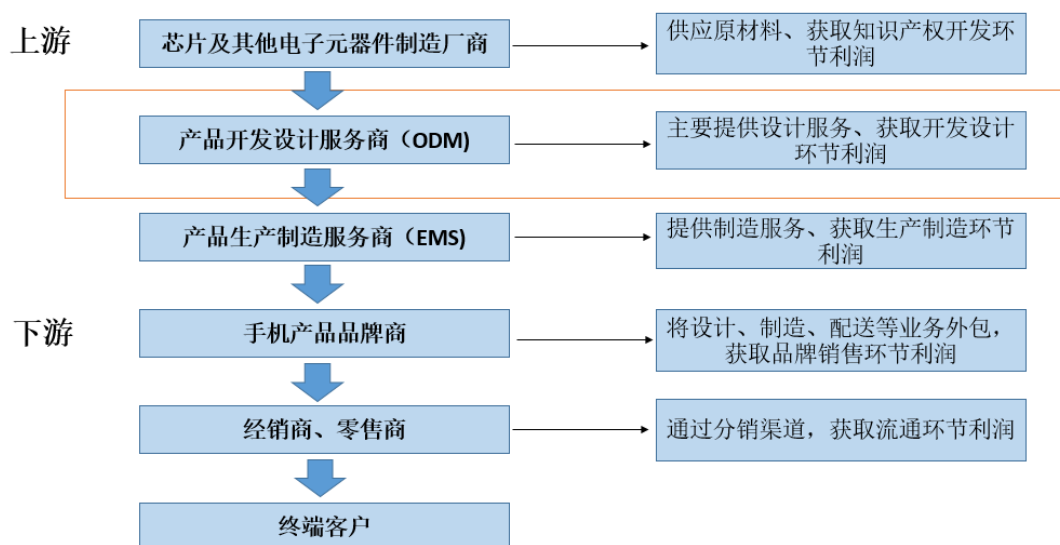 上游
芯片及其他电子元器件制造厂商
供应原材料、获取知识产权开发环
节利润
产品开发设计服务商（ODM)
主要提供设计服务、获取开发设计
环节利润
产品生产制造服务商（EMS)
提供制造服务、获取生产制造环节
利润
下游
手机产品品牌商
将设计、制造、配送等业务外包，
获取品牌销售环节利润
经销商、零售商
通过分销渠道，获取流通环节利润
终端客户